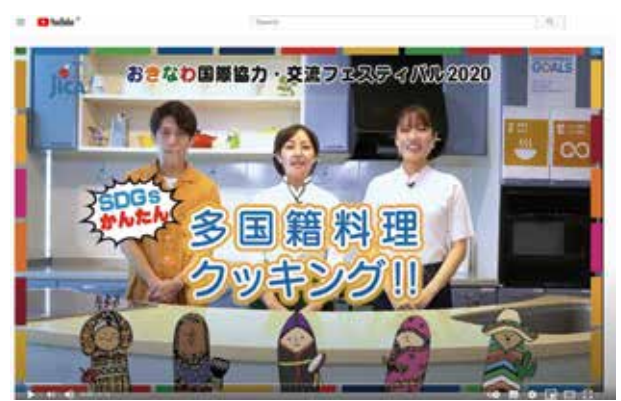 YouTube
Search
JICA
おきなわ国際協力・交流フェスティバル2020
GOALS
SDGs
かんたん
多国籍料理
クッキング!!